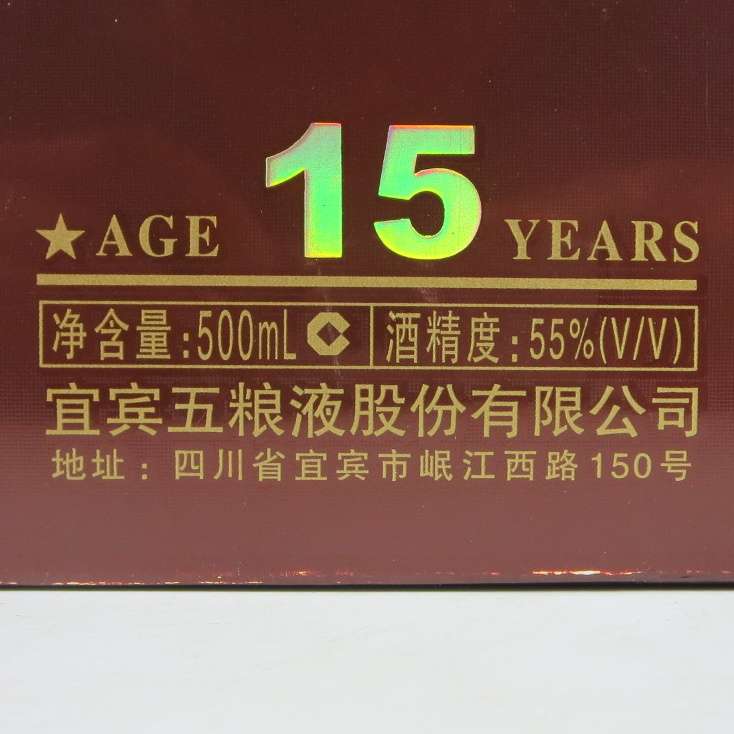 ★AGE 15 YEARS
净含量:500mL 酒精度:55%(V/V)
宜宾五粮液股份有限公司
地址:四川省宜宾市岷江西路150号